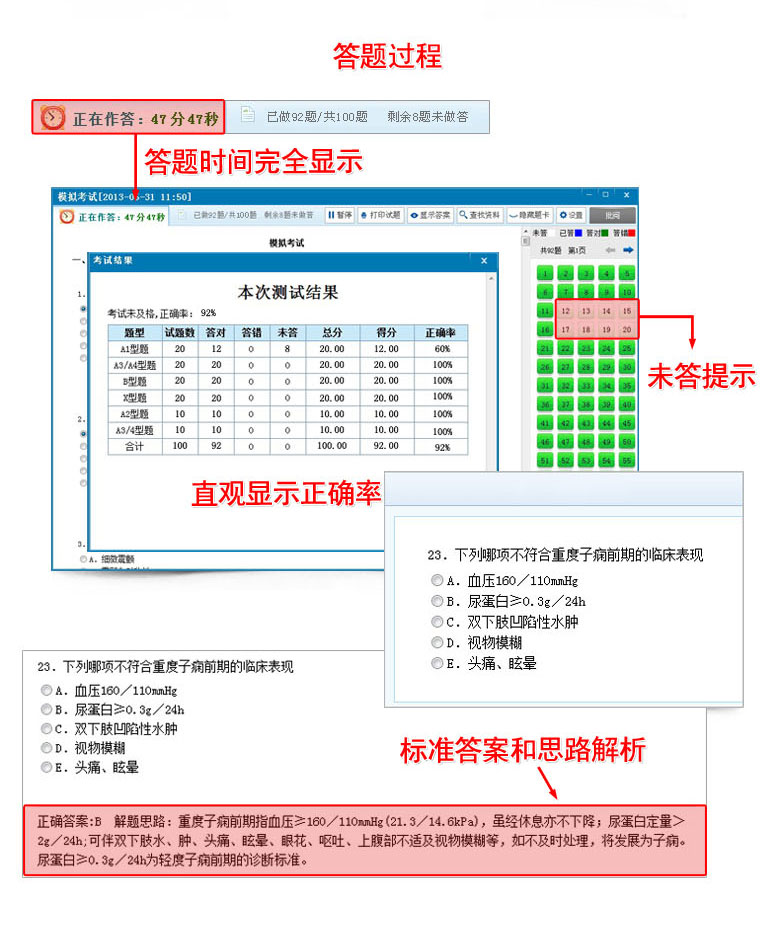 答题过程
正在作答：47分47秒 已做92题/共100题 剩余8题未做答
答题时间完全显示
正在作答：47分47秒 已做92题/共100题 剩余8题未做答 暂停 打印试题 显示答案 查找资料 隐藏题卡 设置
模拟考试
未答 已答 答对 答错
共92题 第1页
考试结果 X
本次测试结果
考试未及格,正确率： 92%
题型 试题数 答对 答错 未答 总分 得分 正确率
A1型题 20 12 0 8 20.00 12.00 60%
A3/A4型题 20 20 0 0 20.00 20.00 100%
B型题 20 20 0 0 20.00 20.00 100%
X型题 20 20 0 0 20.00 20.00 100%
A2型题 10 10 0 0 10.00 10.00 100%
A3/4型题 10 10 0 0 10.00 10.00 100%
合计 100 92 0 0 100.00 92.00 92%
一、
1.
2.
3.
1 2 3 4 5
6 7 8 9 10
11 12 13 14 15
16 17 18 19 20
21 22 23 24 25
26 27 28 29 30
31 32 33 34 35
36 37 38 39 40
41 42 43 44 45
46 47 48 49 50
51 52 53 54 55
未答提示
直观显示正确率
A. 细微震颤
23. 下列哪项不符合重度子痫前期的临床表现
A. 血压160／110mmHg
B. 尿蛋白≥0.3g／24h
C. 双下肢凹陷性水肿
D. 视物模糊
E. 头痛、眩晕
23. 下列哪项不符合重度子痫前期的临床表现
A. 血压160／110mmHg
B. 尿蛋白≥0.3g／24h
C. 双下肢凹陷性水肿
D. 视物模糊
E. 头痛、眩晕
标准答案和思路解析
正确答案:B 解题思路：重度子痫前期指血压≥160／110mmHg(21.3／14.6kPa)，虽经休息亦不下降；尿蛋白定量＞
2g／24h;可伴双下肢水、肿、头痛、眩晕、眼花、呕吐、上腹部不适及视物模糊等，如不及时处理，将发展为子痫。
尿蛋白≥0.3g／24h为轻度子痫前期的诊断标准。